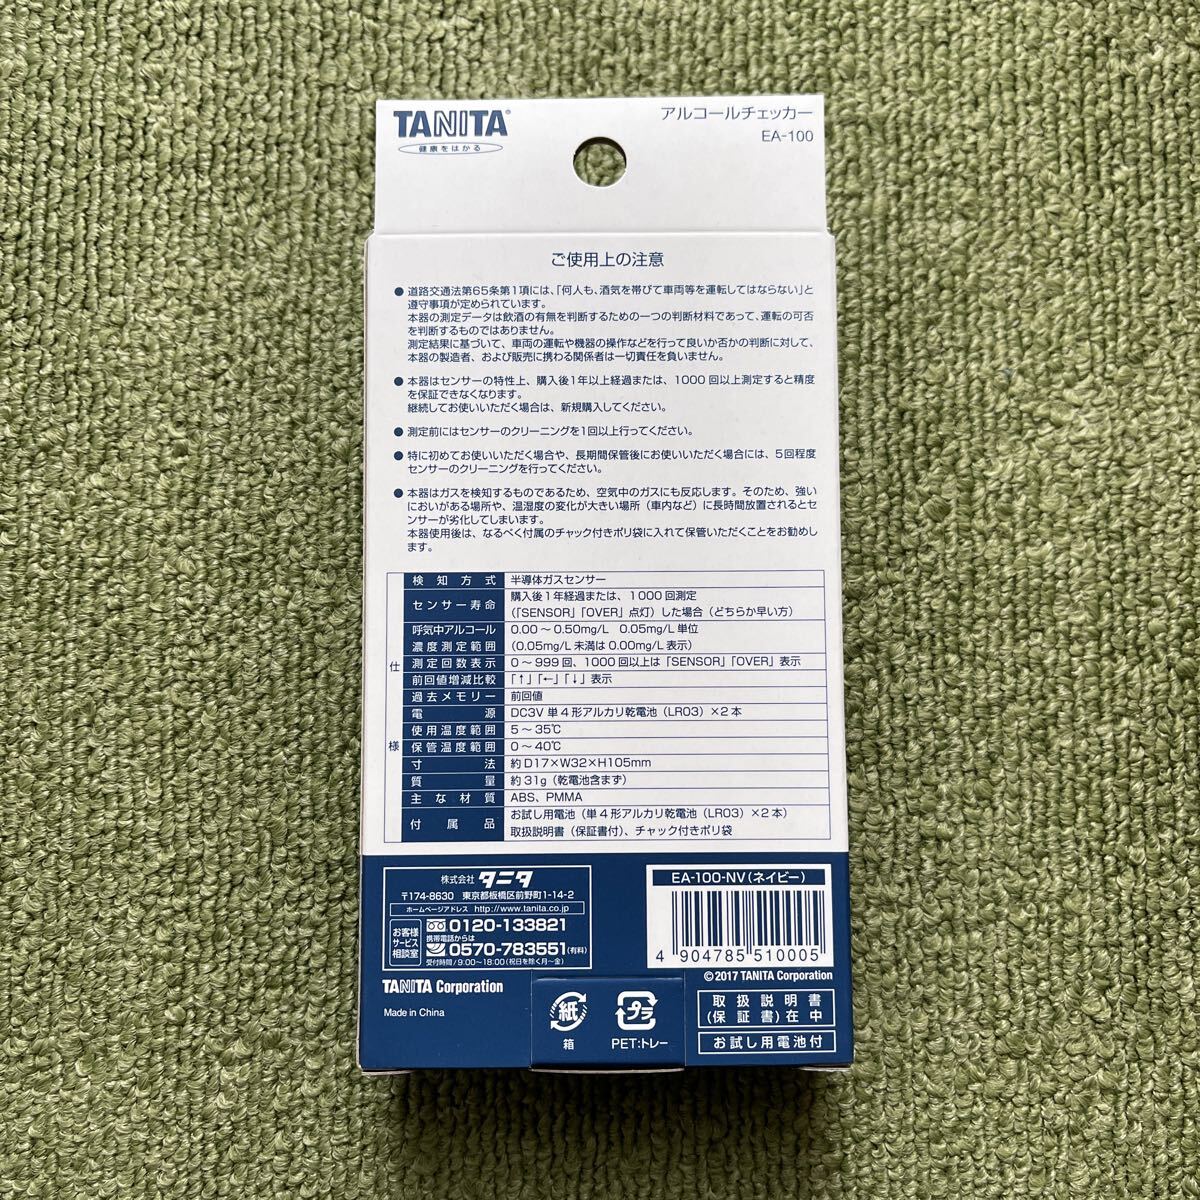 TANITA®
健康をはかる
アルコールチェッカー
EA-100
ご使用上の注意
● 道路交通法第65条第1項には、「何人も、酒気を帯びて車両等を運転してはならない」と
遵守事項が定められています。
本器の測定データは飲酒の有無を判断するための一つの判断材料であって、運転の可否
を判断するものではありません。
測定結果に基づいて、車両の運転や機器の操作などを行って良いか否かの判断に対して、
本器の製造者、および販売に携わる関係者は一切責任を負いません。
● 本器はセンサーの特性上、購入後1年以上経過または、1000回以上測定すると精度
を保証できなくなります。
継続してお使いいただく場合は、新規購入してください。
● 測定前にはセンサーのクリーニングを1回以上行ってください。
● 特に初めてお使いいただく場合や、長期間保管後にお使いいただく場合には、5回程度
センサーのクリーニングを行ってください。
● 本器はガスを検知するものであるため、空気中のガスにも反応します。そのため、強い
においがある場所や、温湿度の変化が大きい場所（車内など）に長時間放置されるとセ
ンサーが劣化してしまいます。
本器使用後は、なるべく付属のチャック付きポリ袋に入れて保管いただくことをお勧めし
ます。
仕様
検知方式 半導体ガスセンサー
センサー寿命 購入後1年経過または、1000回測定
（「SENSOR」「OVER」点灯）した場合（どちらか早い方）
呼気中アルコール 0.00～0.50mg/L 0.05mg/L単位
濃度測定範囲 （0.05mg/L未満は0.00mg/L表示）
測定回数表示 0～999回、1000回以上は「SENSOR」「OVER」表示
前回値増減比較 「↑」「←」「↓」表示
過去メモリー 前回値
電源 DC3V 単4形アルカリ乾電池（LR03）×2本
使用温度範囲 5～35℃
保管温度範囲 0～40℃
寸法 約D17×W32×H105mm
質量 約31g（乾電池含まず）
主な材質 ABS、PMMA
付属品 お試し用電池（単4形アルカリ乾電池（LR03）×2本）
取扱説明書（保証書付）、チャック付きポリ袋
株式会社 タニタ
〒174-8630 東京都板橋区前野町1-14-2
ホームページアドレス http://www.tanita.co.jp
お客様
サービス
相談室
0120-133821
携帯電話からは
0570-783551(有料)
受付時間/9:00～18:00(祝日を除く月～金)
TANITA Corporation
Made in China
EA-100-NV(ネイビー)
4 904785 510005
©2017 TANITA Corporation
紙
箱
プラ
PET:トレー
取扱説明書
(保証書)在中
お試し用電池付